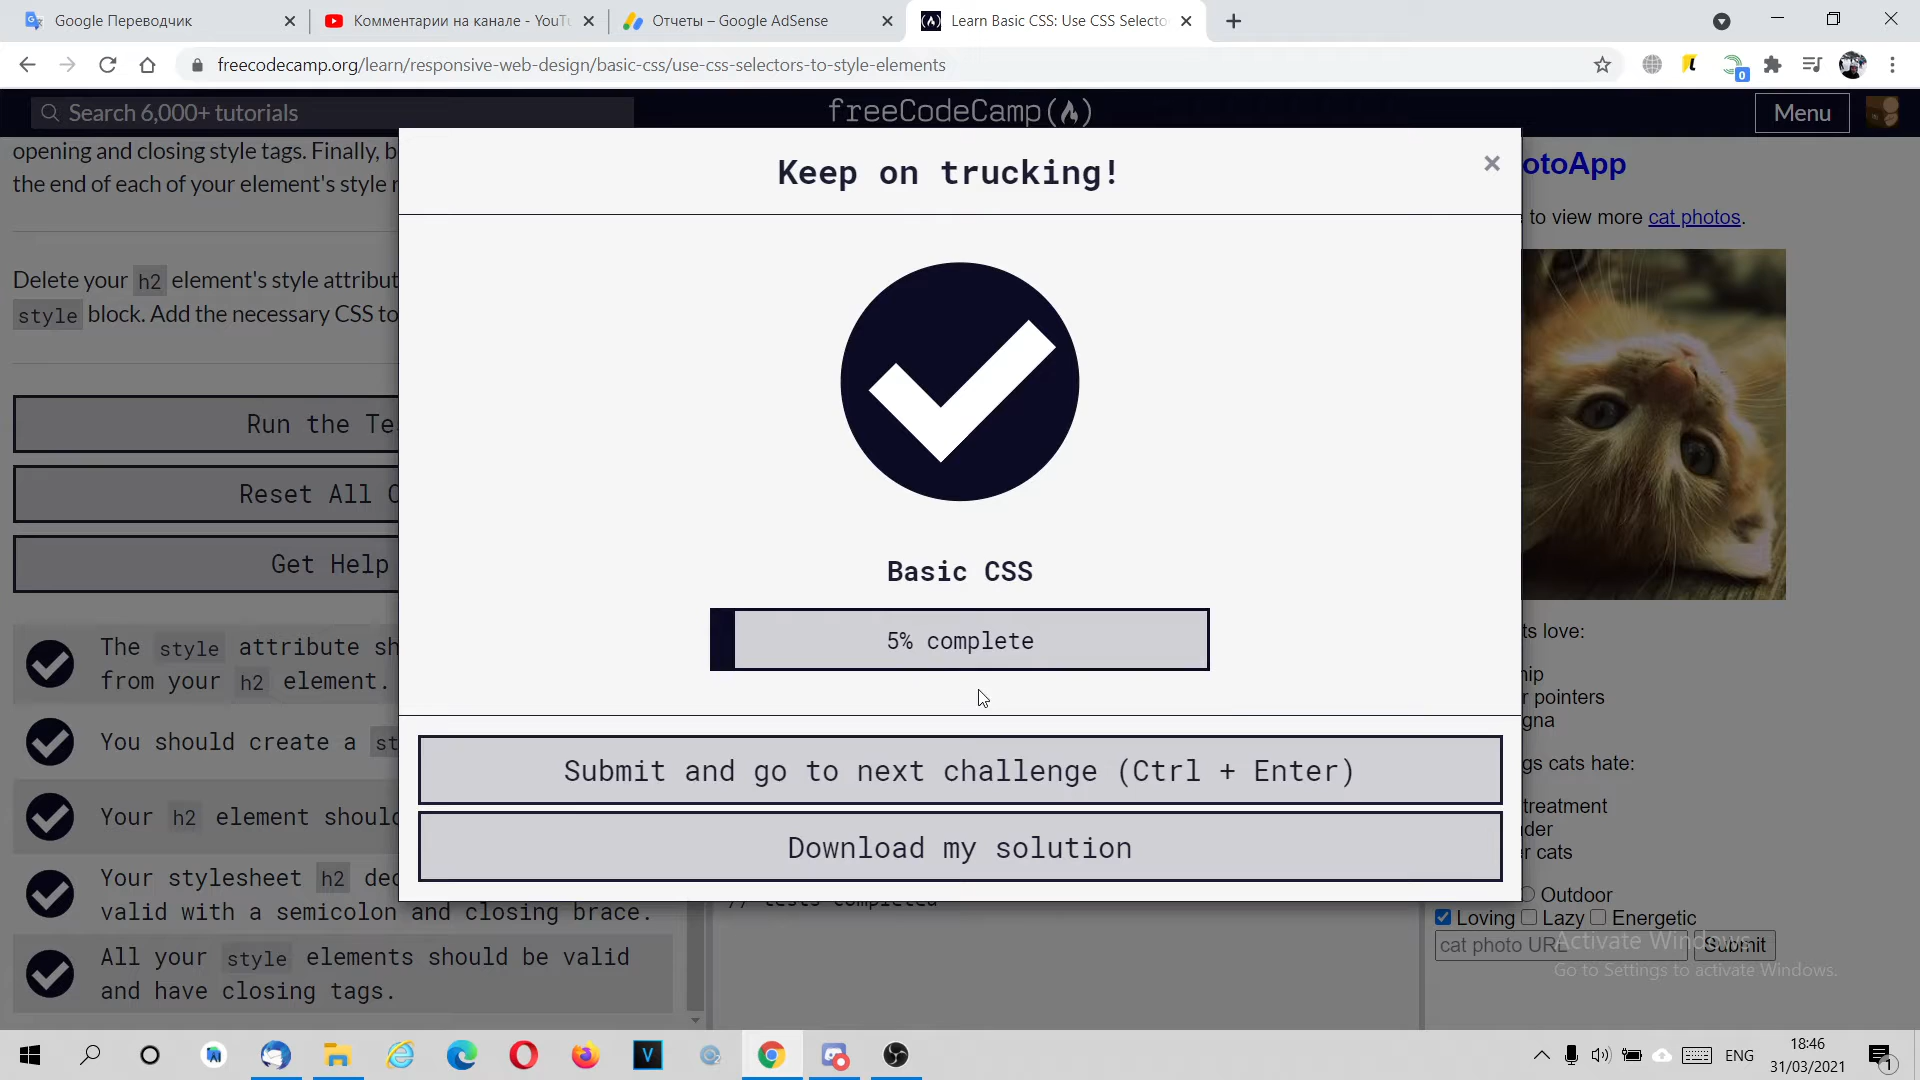 Google Переводчик
Комментарии на канале - YouTu
Отчеты – Google AdSense
Learn Basic CSS: Use CSS Selecto
freecodecamp.org/learn/responsive-web-design/basic-css/use-css-selectors-to-style-elements
0
Search 6,000+ tutorials
freeCodeCamp
Menu
opening and closing style tags. Finally, b
the end of each of your element's style r
Delete your h2 element's style attribut
style block. Add the necessary CSS to
Run the Te
Reset All C
Get Help
The style attribute sh
from your h2 element.
You should create a st
Your h2 element shoul
Your stylesheet h2 dec
valid with a semicolon and closing brace.
All your style elements should be valid
and have closing tags.
Keep on trucking!
×
Basic CSS
5% complete
Submit and go to next challenge (Ctrl + Enter)
Download my solution
// tests completed
otoApp
to view more cat photos.
ts love:
nip
r pointers
gna
gs cats hate:
treatment
der
r cats
Outdoor
Loving Lazy Energetic
cat photo URL
Submit
Activate Windows
Go to Settings to activate Windows.
V
ENG
18:46
31/03/2021
1